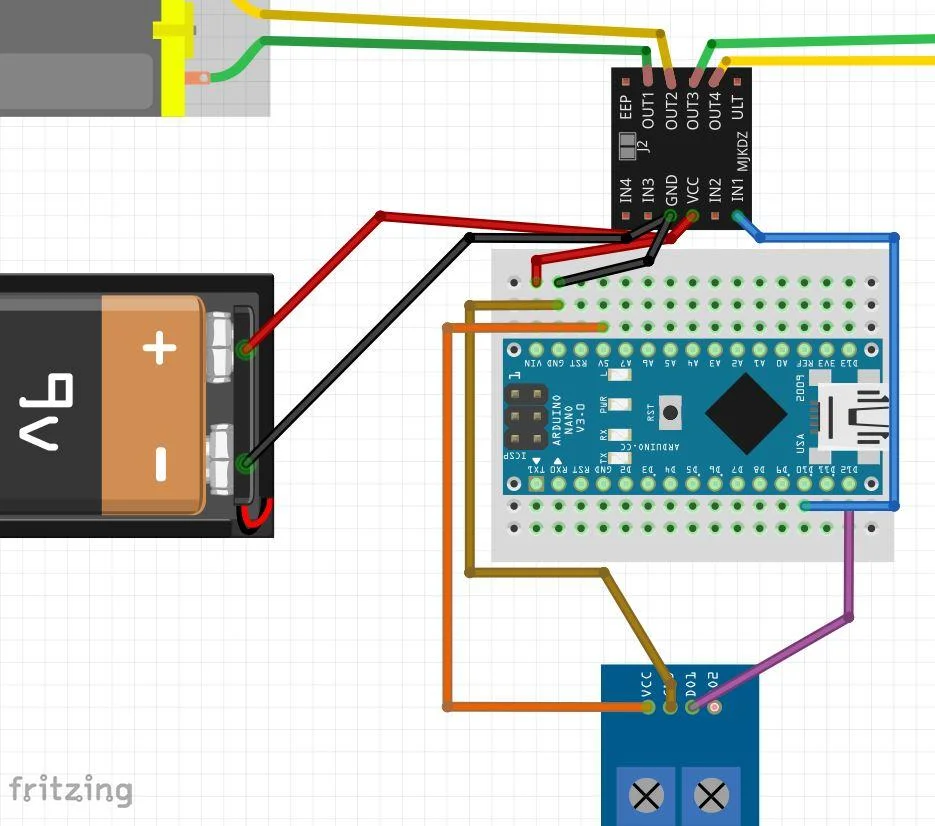 EEP OUT1 OUT2 OUT3 OUT4 ULT
J2
MJKDZ
IN4 IN3 GND VCC IN2 IN1
+
9v
-
VIN GND RST 5V A7 A6 A5 A4 A3 A2 A1 A0 REF 3V3 D13
1
L
PWR
RX
TX
ARDUINO
NANO
V3.0
ICSP
RST
ARDUINO.CC
2009
USA
TX1 RX0 RST GND D2 D3 D4 D5 D6 D7 D8 D9 D10 D11 D12
VCC DO1 DO2
fritzing